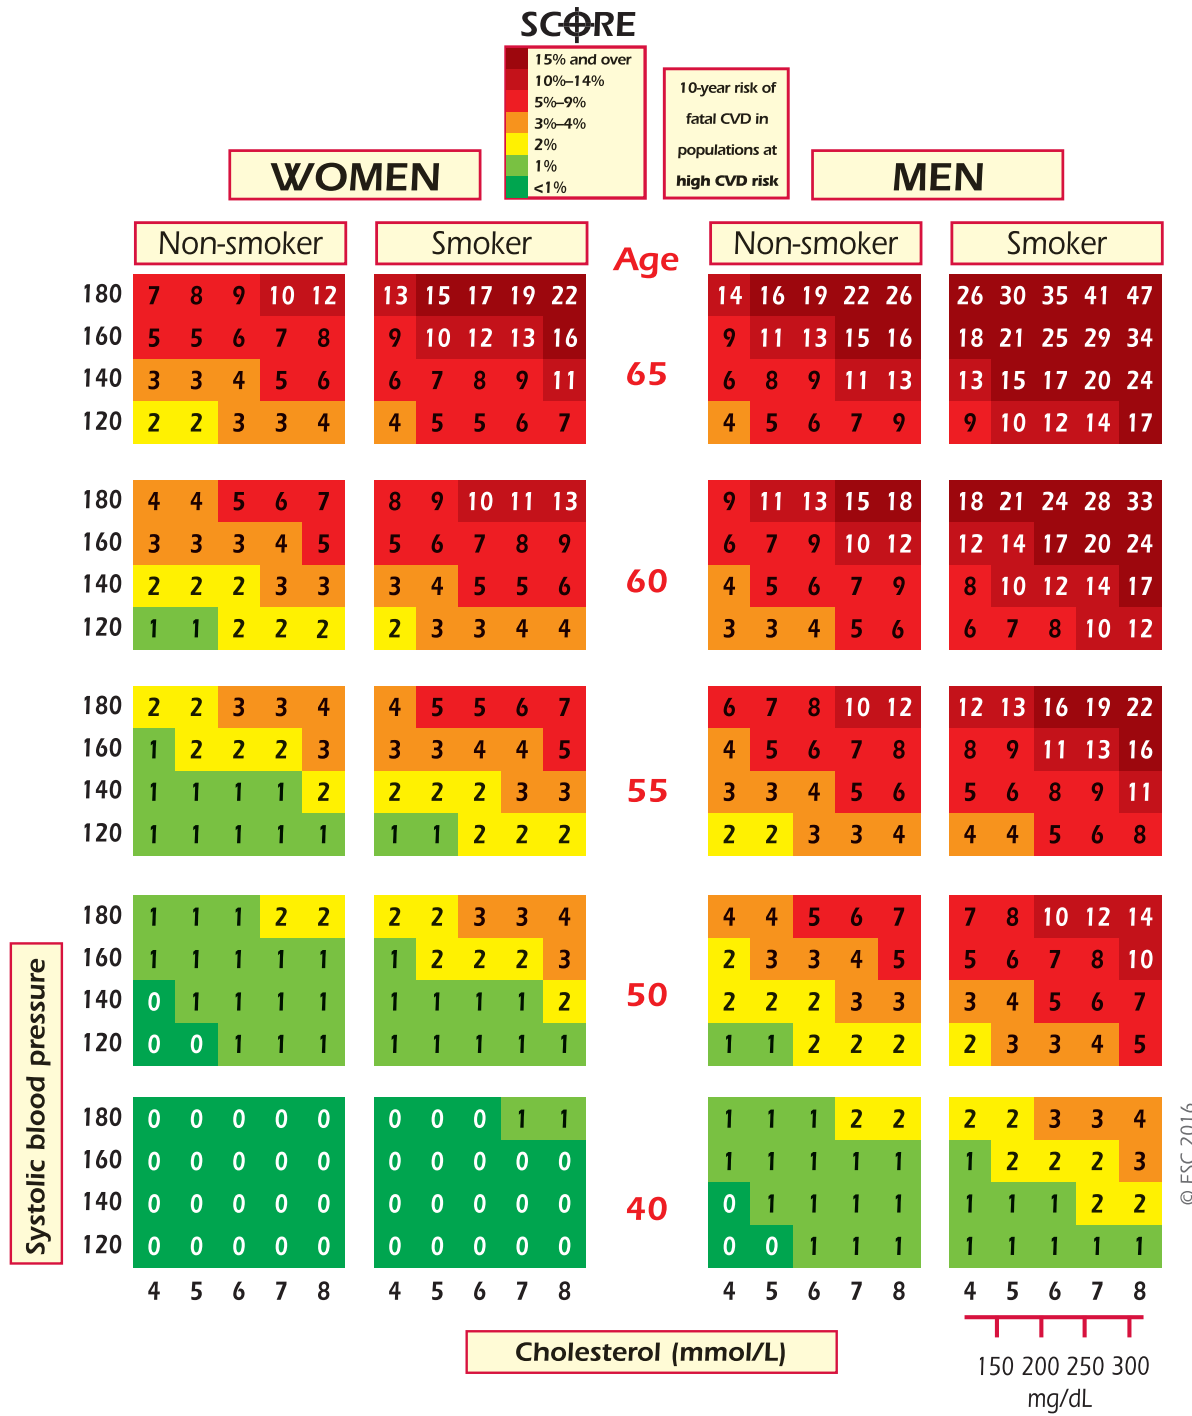 SCORE
15% and over
10%–14%
5%–9%
3%–4%
2%
1%
<1%
10-year risk of
fatal CVD in
populations at
high CVD risk
WOMEN
MEN
Non-smoker Smoker Age Non-smoker Smoker
180 7 8 9 10 12 13 15 17 19 22 14 16 19 22 26 26 30 35 41 47
160 5 5 6 7 8 9 10 12 13 16 9 11 13 15 16 18 21 25 29 34
65
140 3 3 4 5 6 6 7 8 9 11 6 8 9 11 13 13 15 17 20 24
120 2 2 3 3 4 4 5 5 6 7 4 5 6 7 9 9 10 12 14 17
180 4 4 5 6 7 8 9 10 11 13 9 11 13 15 18 18 21 24 28 33
160 3 3 3 4 5 5 6 7 8 9 6 7 9 10 12 12 14 17 20 24
60
140 2 2 2 3 3 3 4 5 5 6 4 5 6 7 9 8 10 12 14 17
120 1 1 2 2 2 2 3 3 4 4 3 3 4 5 6 6 7 8 10 12
180 2 2 3 3 4 4 5 5 6 7 6 7 8 10 12 12 13 16 19 22
160 1 2 2 2 3 3 3 4 4 5 4 5 6 7 8 8 9 11 13 16
55
140 1 1 1 1 2 2 2 2 3 3 3 3 4 5 6 5 6 8 9 11
120 1 1 1 1 1 1 1 2 2 2 2 2 3 3 4 4 4 5 6 8
180 1 1 1 2 2 2 2 3 3 4 4 4 5 6 7 7 8 10 12 14
160 1 1 1 1 1 1 2 2 2 3 2 3 3 4 5 5 6 7 8 10
50
140 0 1 1 1 1 1 1 1 1 2 2 2 2 3 3 3 4 5 6 7
120 0 0 1 1 1 1 1 1 1 1 1 1 2 2 2 2 3 3 4 5
180 0 0 0 0 0 0 0 0 1 1 1 1 1 2 2 2 2 3 3 4
160 0 0 0 0 0 0 0 0 0 0 1 1 1 1 1 1 2 2 2 3
40
140 0 0 0 0 0 0 0 0 0 0 0 1 1 1 1 1 1 1 2 2
120 0 0 0 0 0 0 0 0 0 0 0 0 1 1 1 1 1 1 1 1
4 5 6 7 8 4 5 6 7 8 4 5 6 7 8 4 5 6 7 8
Systolic blood pressure
Cholesterol (mmol/L)
150 200 250 300
mg/dL
© ESC 2016